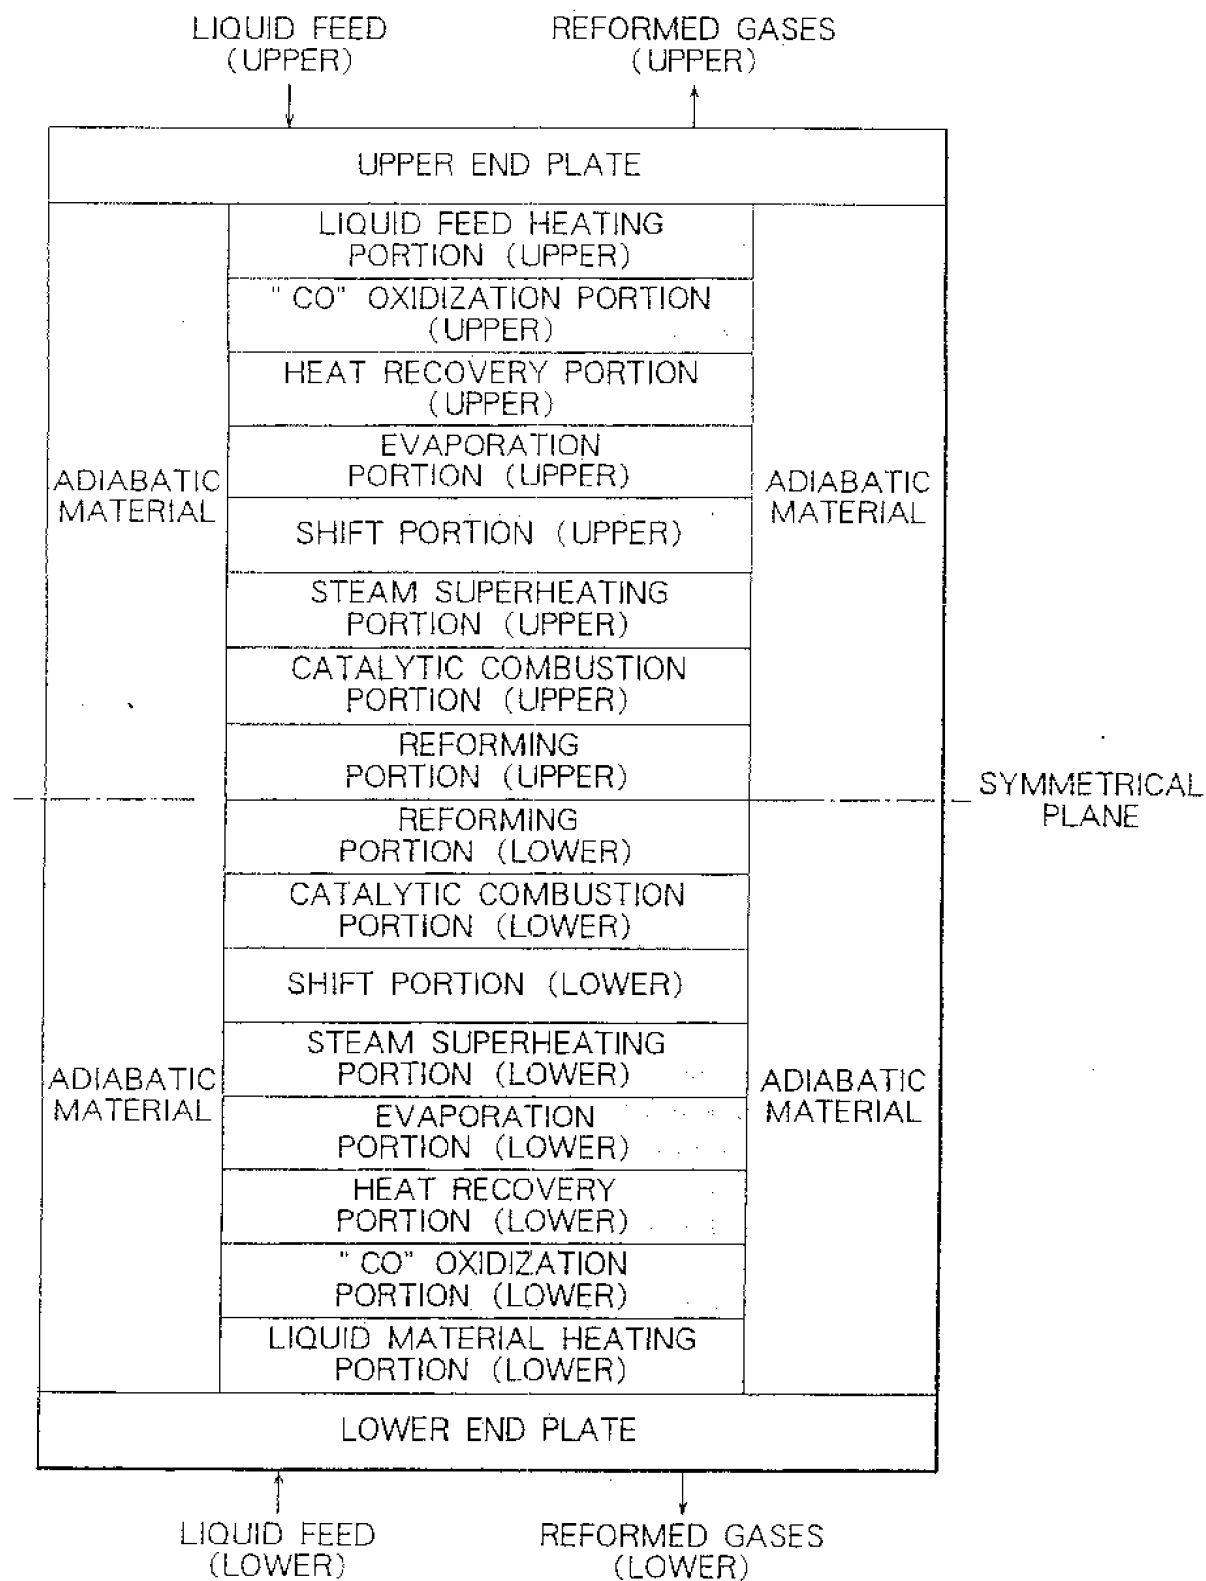 LIQUID FEED
(UPPER)
REFORMED GASES
(UPPER)
UPPER END PLATE
LIQUID FEED HEATING
PORTION (UPPER)
"CO" OXIDIZATION PORTION
(UPPER)
HEAT RECOVERY PORTION
(UPPER)
EVAPORATION
PORTION (UPPER)
ADIABATIC
MATERIAL
ADIABATIC
MATERIAL
SHIFT PORTION (UPPER)
STEAM SUPERHEATING
PORTION (UPPER)
CATALYTIC COMBUSTION
PORTION (UPPER)
REFORMING
PORTION (UPPER)
SYMMETRICAL
PLANE
REFORMING
PORTION (LOWER)
CATALYTIC COMBUSTION
PORTION (LOWER)
SHIFT PORTION (LOWER)
STEAM SUPERHEATING
PORTION (LOWER)
ADIABATIC
MATERIAL
ADIABATIC
MATERIAL
EVAPORATION
PORTION (LOWER)
HEAT RECOVERY
PORTION (LOWER)
"CO" OXIDIZATION
PORTION (LOWER)
LIQUID MATERIAL HEATING
PORTION (LOWER)
LOWER END PLATE
LIQUID FEED
(LOWER)
REFORMED GASES
(LOWER)